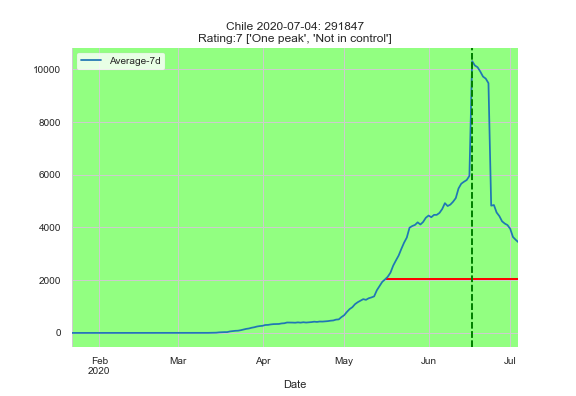 Chile 2020-07-04: 291847
Rating:7 ['One peak', 'Not in control']
Average-7d
10000
8000
6000
4000
2000
0
Feb Mar Apr May Jun Jul
2020
Date